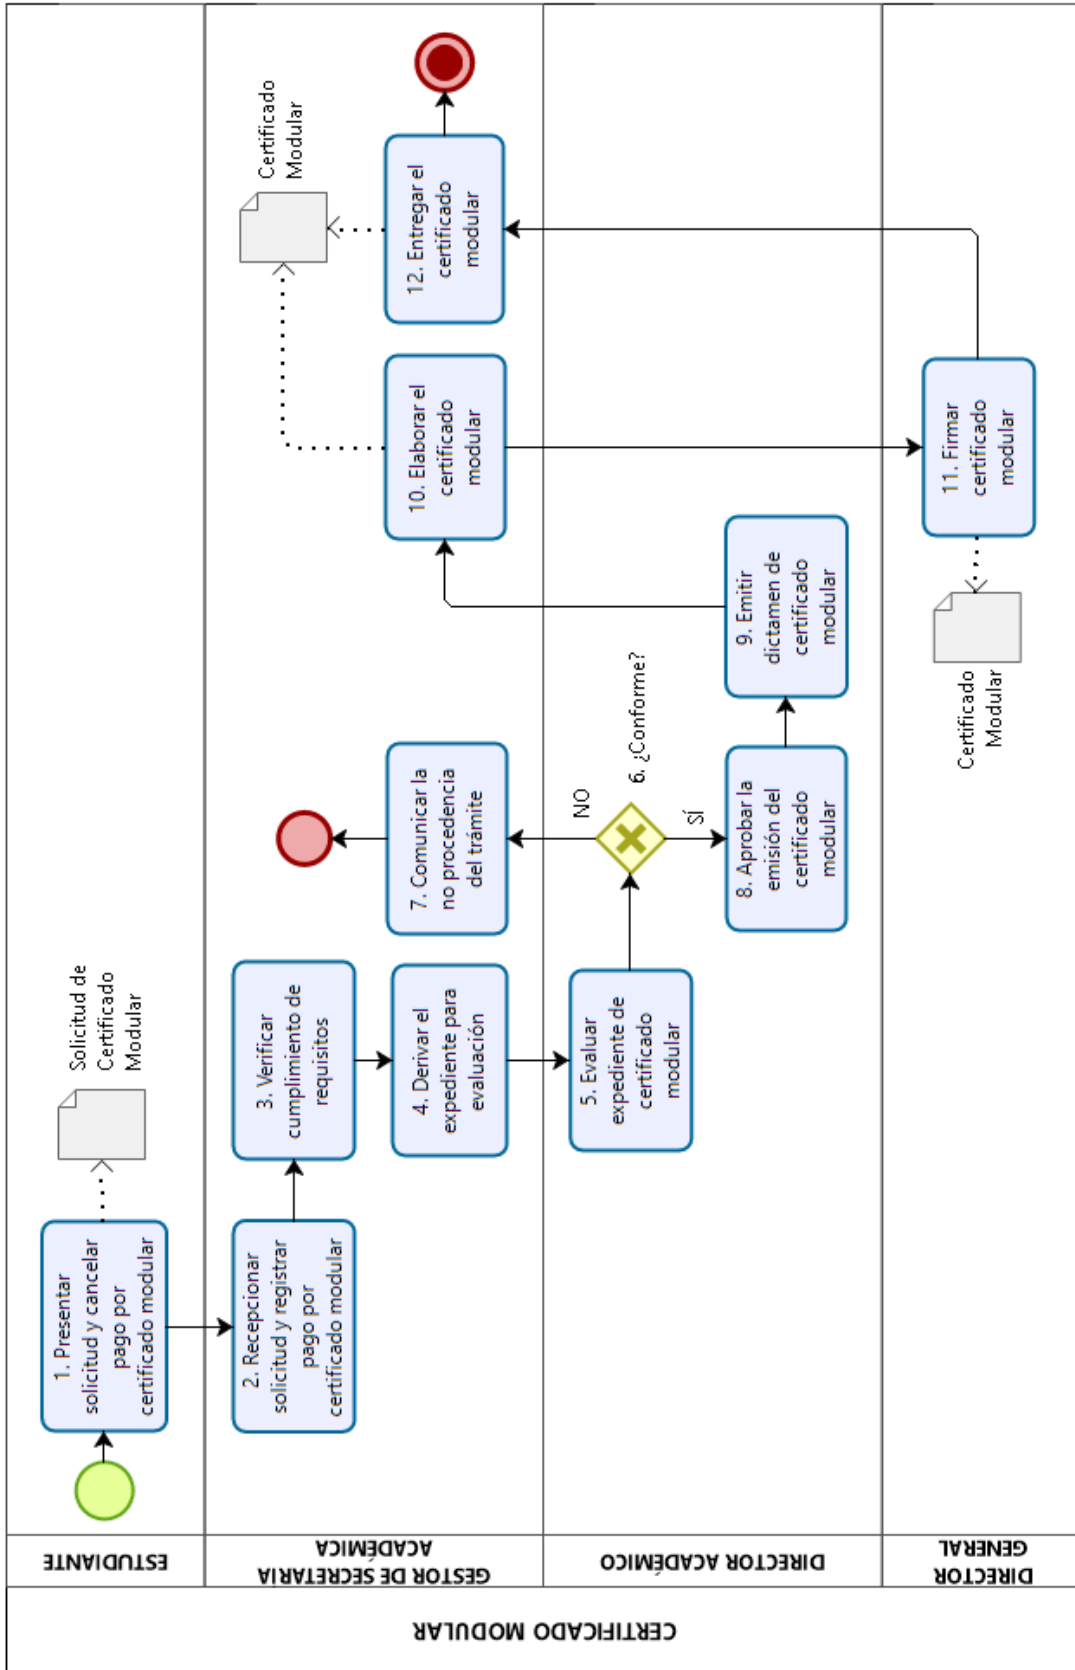 CERTIFICADO MODULAR
ESTUDIANTE
GESTOR DE SECRETARÍA
ACADÉMICA
DIRECTOR ACADÉMICO
DIRECTOR
GENERAL
1. Presentar
solicitud y cancelar
pago por
certificado modular
Solicitud de
Certificado
Modular
2. Recepcionar
solicitud y registrar
pago por
certificado modular
3. Verificar
cumplimiento de
requisitos
4. Derivar el
expediente para
evaluación
5. Evaluar
expediente de
certificado
modular
6. ¿Conforme?
NO
SÍ
7. Comunicar la
no procedencia
del trámite
8. Aprobar la
emisión del
certificado
modular
9. Emitir
dictamen de
certificado
modular
10. Elaborar el
certificado
modular
Certificado
Modular
11. Firmar
certificado
modular
Certificado
Modular
12. Entregar el
certificado
modular